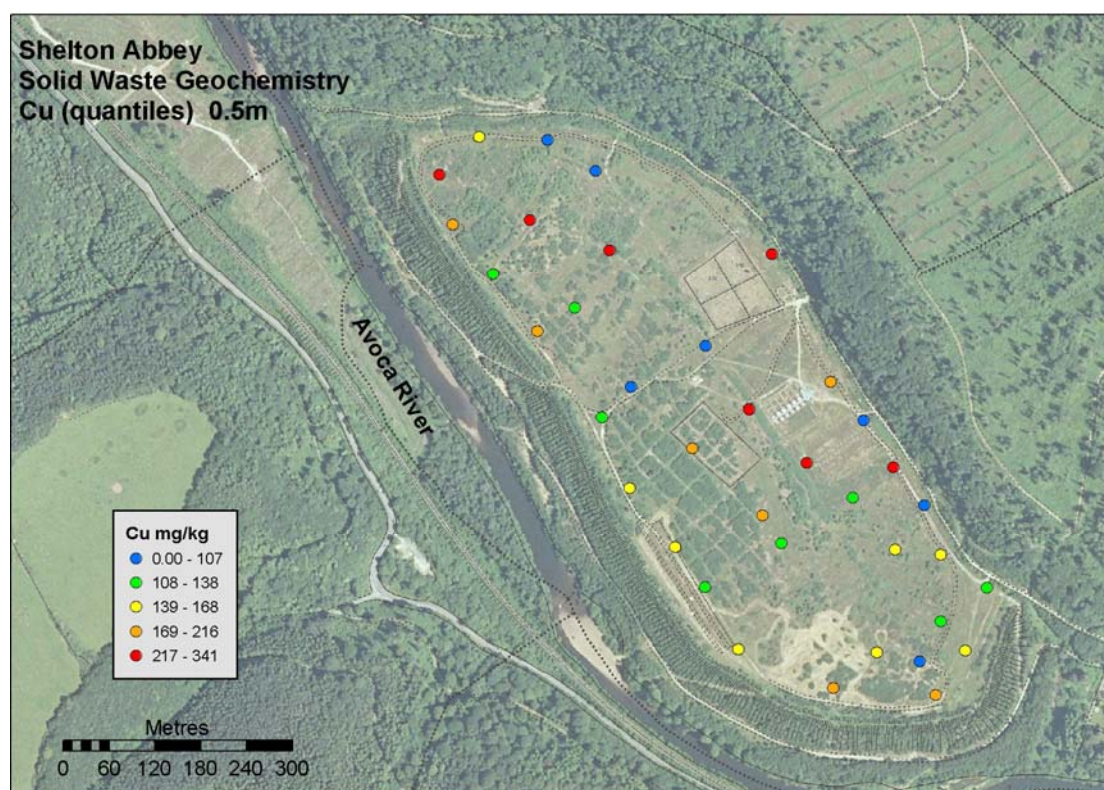 Shelton Abbey
Solid Waste Geochemistry
Cu (quantiles) 0.5m
Avoca River
Cu mg/kg
0.00 - 107
108 - 138
139 - 168
169 - 216
217 - 341
Metres
0 60 120 180 240 300